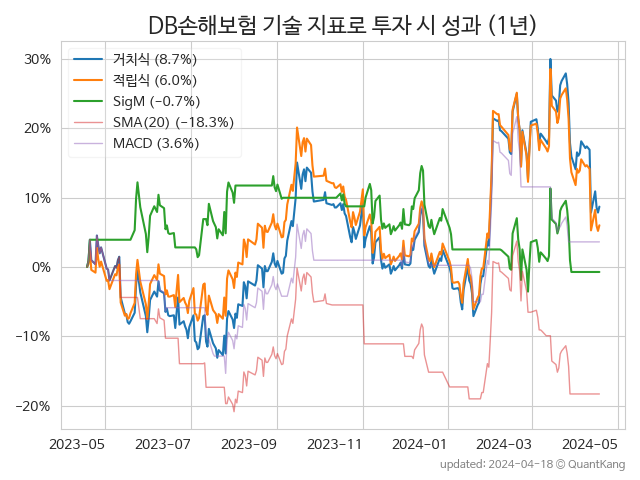 DB손해보험 기술 지표로 투자 시 성과 (1년)
거치식 (8.7%)
적립식 (6.0%)
SigM (−0.7%)
SMA(20) (−18.3%)
MACD (3.6%)
30%
20%
10%
0%
−10%
−20%
2023-05 2023-07 2023-09 2023-11 2024-01 2024-03 2024-05
updated: 2024-04-18 © QuantKang